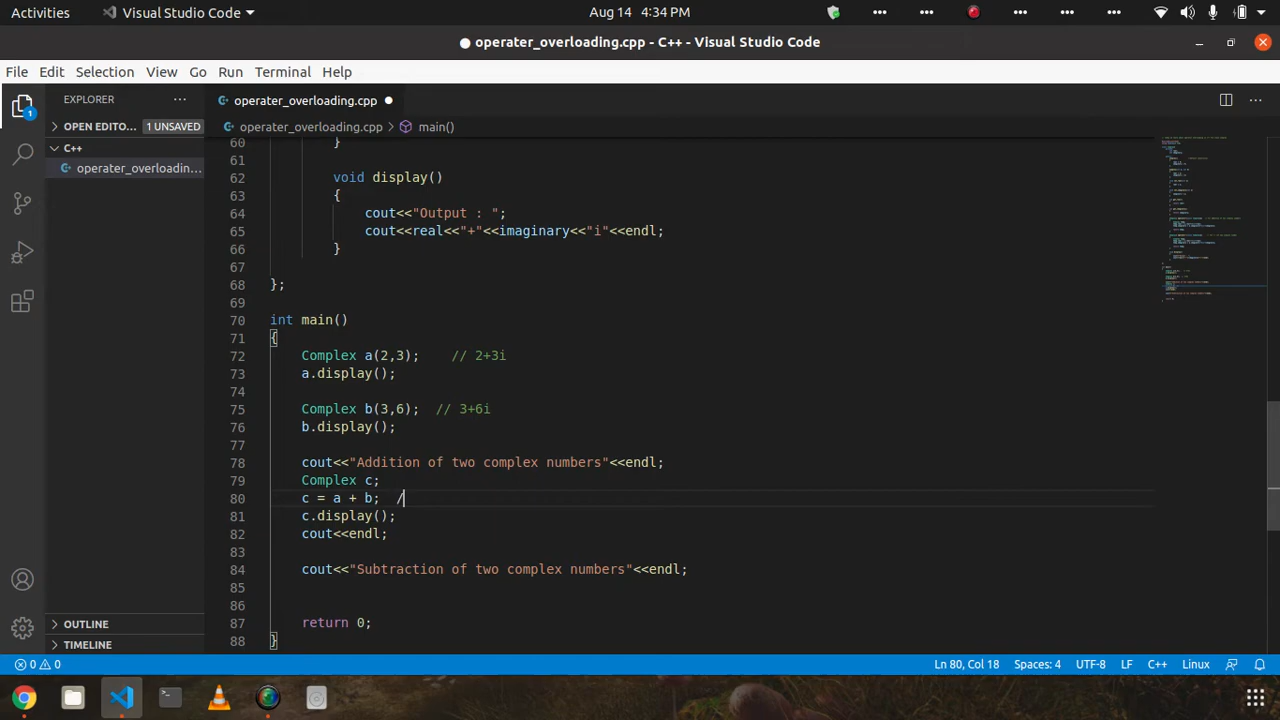 Activities Visual Studio Code Aug 14 4:34 PM
operater_overloading.cpp - C++ - Visual Studio Code
File Edit Selection View Go Run Terminal Help
EXPLORER operater_overloading.cpp
OPEN EDITO... 1 UNSAVED operater_overloading.cpp > main()
C++
operater_overloadin...
60 }
61
62 void display()
63 {
64 cout<<"Output : ";
65 cout<<real<<"+"<<imaginary<<"i"<<endl;
66 }
67
68 };
69
70 int main()
71 {
72 Complex a(2,3); // 2+3i
73 a.display();
74
75 Complex b(3,6); // 3+6i
76 b.display();
77
78 cout<<"Addition of two complex numbers"<<endl;
79 Complex c;
80 c = a + b; /
81 c.display();
82 cout<<endl;
83
84 cout<<"Subtraction of two complex numbers"<<endl;
85
86
87 return 0;
88 }
OUTLINE
TIMELINE
0 0 Ln 80, Col 18 Spaces: 4 UTF-8 LF C++ Linux